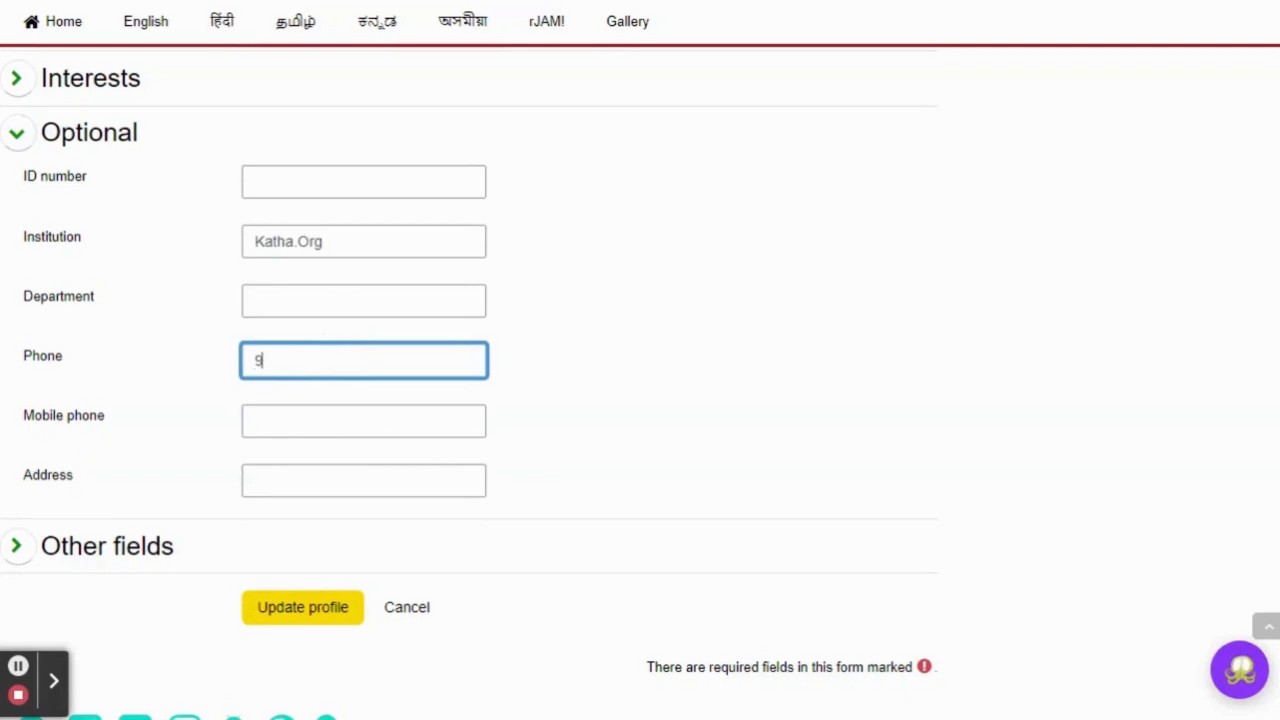 Home English हिंदी தமிழ் ಕನ್ನಡ অসমীয়া rJAM! Gallery
Interests
Optional
ID number
Institution Katha.Org
Department
Phone 9
Mobile phone
Address
Other fields
Update profile Cancel
There are required fields in this form marked .